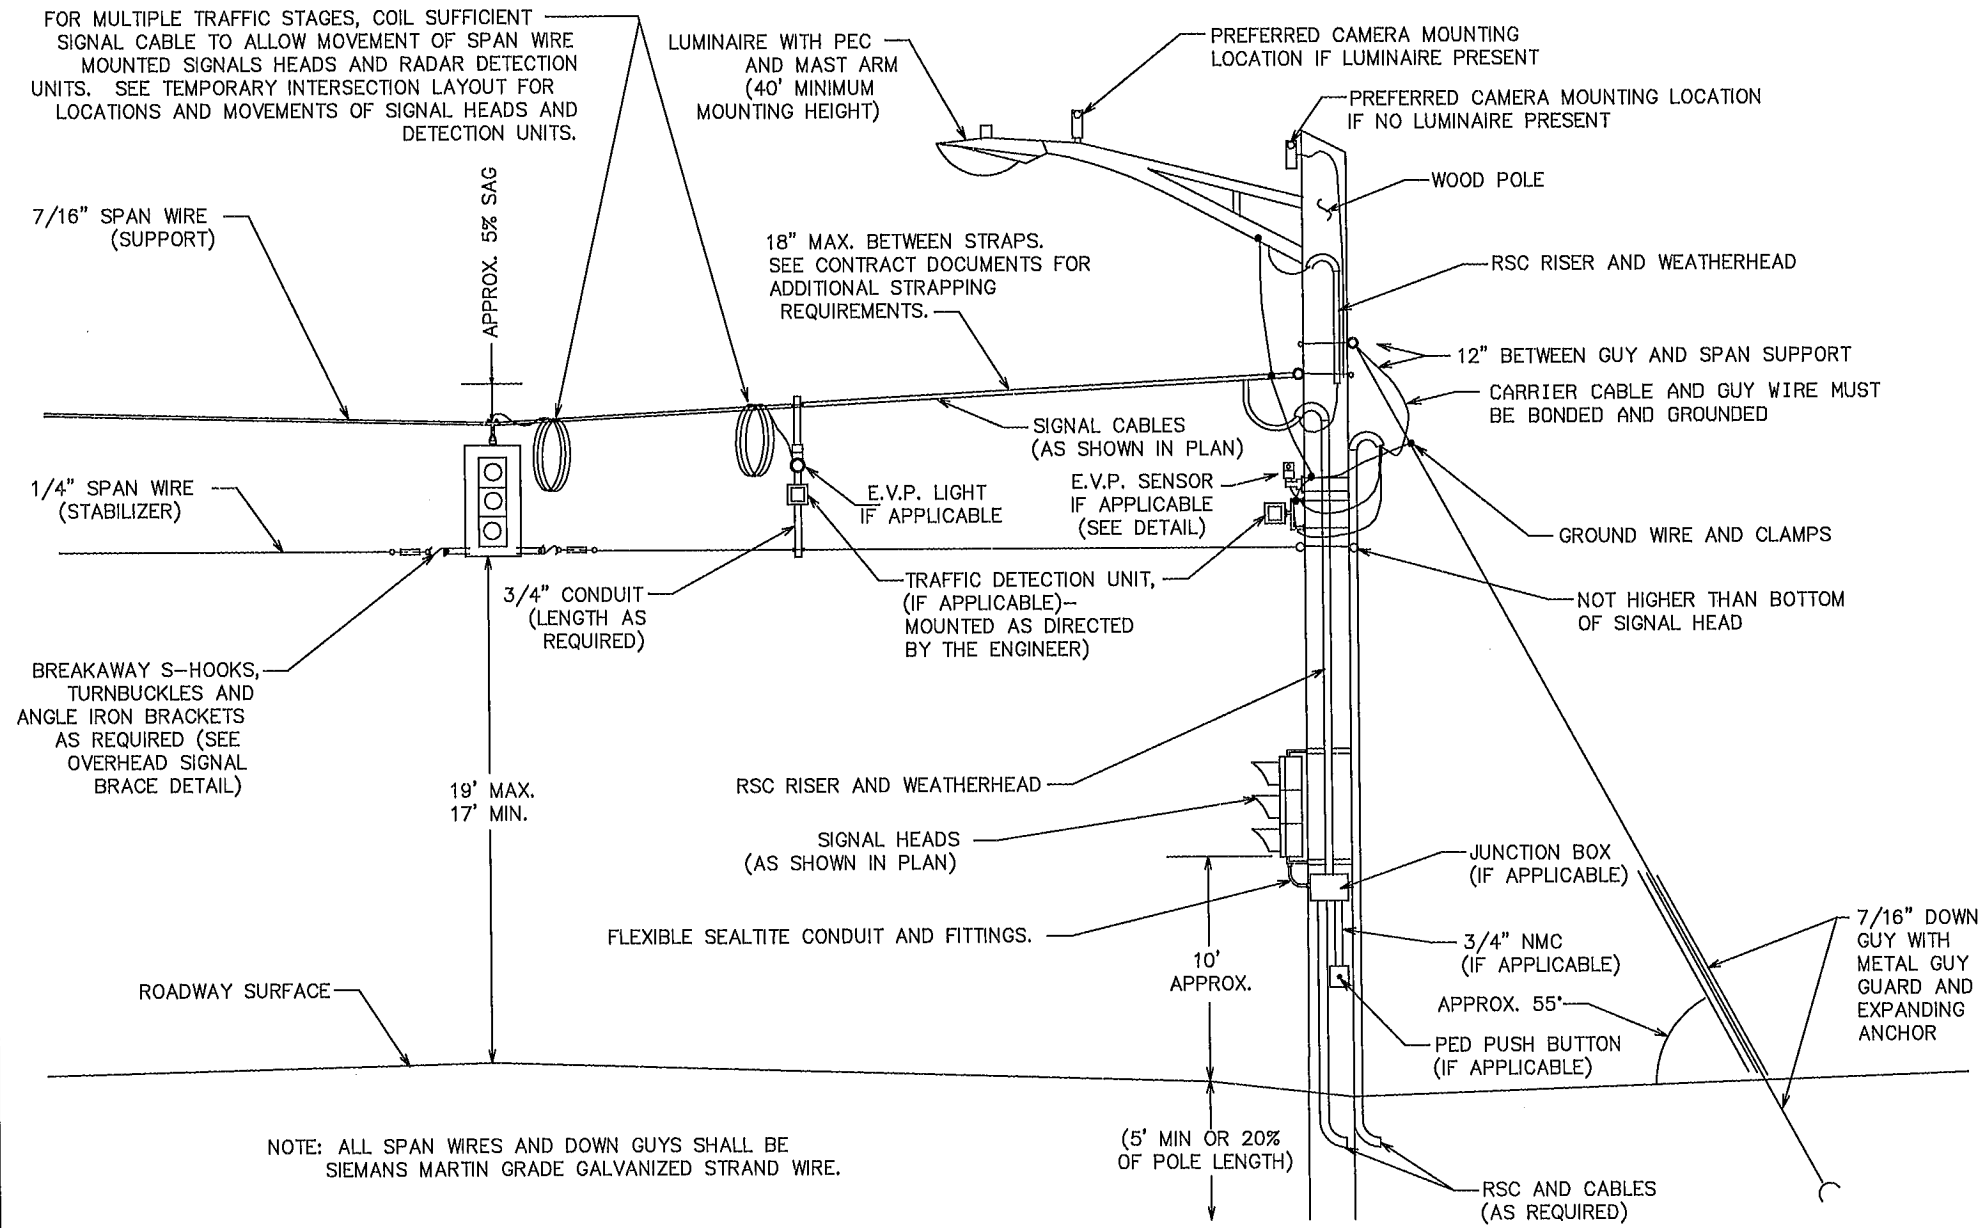 FOR MULTIPLE TRAFFIC STAGES, COIL SUFFICIENT
SIGNAL CABLE TO ALLOW MOVEMENT OF SPAN WIRE
MOUNTED SIGNALS HEADS AND RADAR DETECTION
UNITS. SEE TEMPORARY INTERSECTION LAYOUT FOR
LOCATIONS AND MOVEMENTS OF SIGNAL HEADS AND
DETECTION UNITS.
LUMINAIRE WITH PEC
AND MAST ARM
(40' MINIMUM
MOUNTING HEIGHT)
PREFERRED CAMERA MOUNTING
LOCATION IF LUMINAIRE PRESENT
PREFERRED CAMERA MOUNTING LOCATION
IF NO LUMINAIRE PRESENT
WOOD POLE
7/16" SPAN WIRE
(SUPPORT)
APPROX. 5% SAG
18" MAX. BETWEEN STRAPS.
SEE CONTRACT DOCUMENTS FOR
ADDITIONAL STRAPPING
REQUIREMENTS.
RSC RISER AND WEATHERHEAD
12" BETWEEN GUY AND SPAN SUPPORT
CARRIER CABLE AND GUY WIRE MUST
BE BONDED AND GROUNDED
SIGNAL CABLES
(AS SHOWN IN PLAN)
1/4" SPAN WIRE
(STABILIZER)
E.V.P. LIGHT
IF APPLICABLE
E.V.P. SENSOR
IF APPLICABLE
(SEE DETAIL)
GROUND WIRE AND CLAMPS
3/4" CONDUIT
(LENGTH AS
REQUIRED)
TRAFFIC DETECTION UNIT,
(IF APPLICABLE)-
MOUNTED AS DIRECTED
BY THE ENGINEER)
NOT HIGHER THAN BOTTOM
OF SIGNAL HEAD
BREAKAWAY S-HOOKS,
TURNBUCKLES AND
ANGLE IRON BRACKETS
AS REQUIRED (SEE
OVERHEAD SIGNAL
BRACE DETAIL)
19' MAX.
17' MIN.
RSC RISER AND WEATHERHEAD
SIGNAL HEADS
(AS SHOWN IN PLAN)
JUNCTION BOX
(IF APPLICABLE)
FLEXIBLE SEALTITE CONDUIT AND FITTINGS.
10'
APPROX.
3/4" NMC
(IF APPLICABLE)
7/16" DOWN
GUY WITH
METAL GUY
GUARD AND
EXPANDING
ANCHOR
ROADWAY SURFACE
APPROX. 55°
PED PUSH BUTTON
(IF APPLICABLE)
NOTE: ALL SPAN WIRES AND DOWN GUYS SHALL BE
SIEMANS MARTIN GRADE GALVANIZED STRAND WIRE.
(5' MIN OR 20%
OF POLE LENGTH)
RSC AND CABLES
(AS REQUIRED)